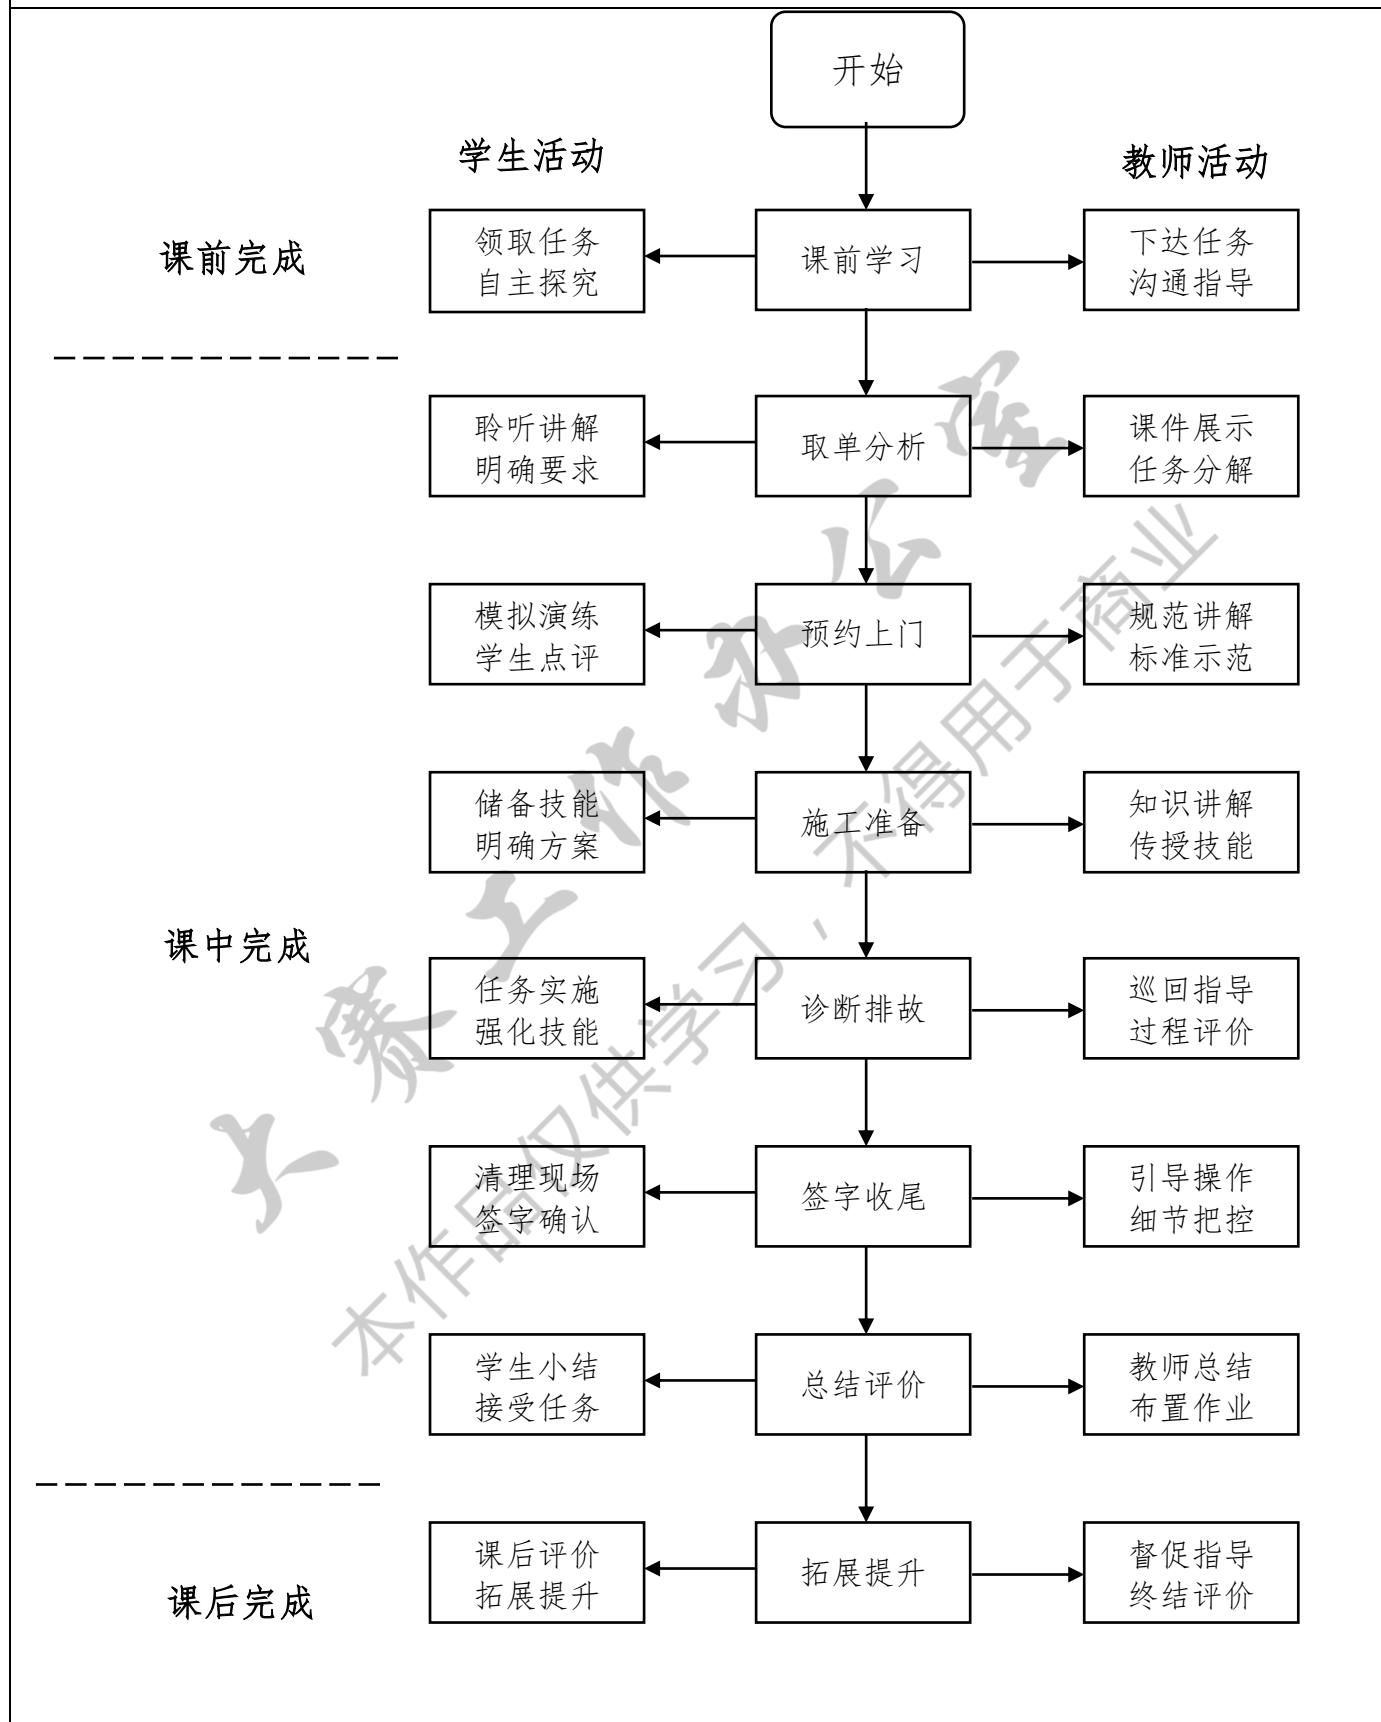 开始
学生活动
教师活动
课前完成
领取任务
自主探究
课前学习
下达任务
沟通指导
聆听讲解
明确要求
取单分析
课件展示
任务分解
模拟演练
学生点评
预约上门
规范讲解
标准示范
储备技能
明确方案
施工准备
知识讲解
传授技能
课中完成
任务实施
强化技能
诊断排故
巡回指导
过程评价
清理现场
签字确认
签字收尾
引导操作
细节把控
学生小结
接受任务
总结评价
教师总结
布置作业
课后完成
课后评价
拓展提升
拓展提升
督促指导
终结评价
大赛工作办公室
本作品仅供学习，不得用于商业